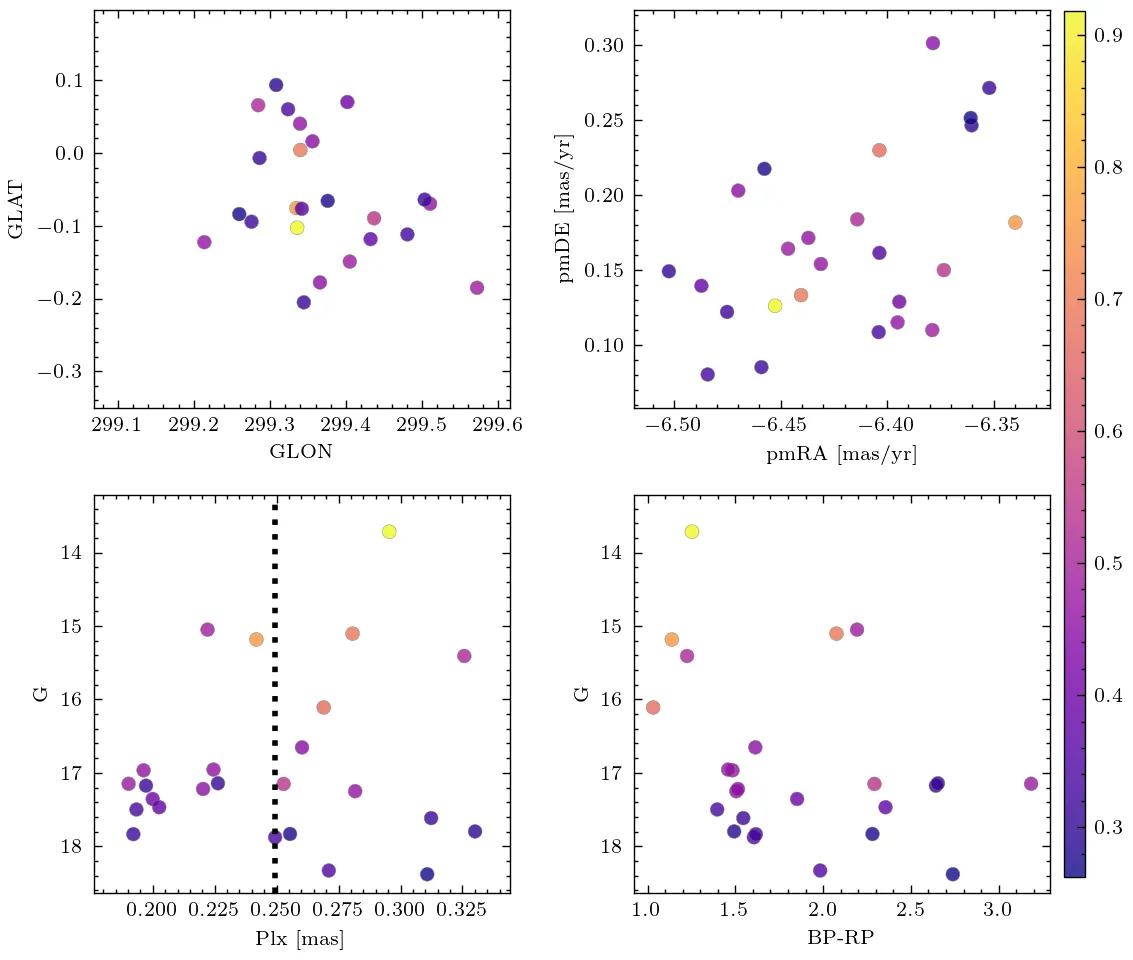 0.1
0.0
−0.1
−0.2
−0.3
GLAT
299.1 299.2 299.3 299.4 299.5 299.6
GLON
0.30
0.25
0.20
0.15
0.10
pmDE [mas/yr]
−6.50 −6.45 −6.40 −6.35
pmRA [mas/yr]
0.9
0.8
0.7
0.6
0.5
0.4
0.3
14
15
16
17
18
G
0.200 0.225 0.250 0.275 0.300 0.325
Plx [mas]
14
15
16
17
18
G
1.0 1.5 2.0 2.5 3.0
BP-RP